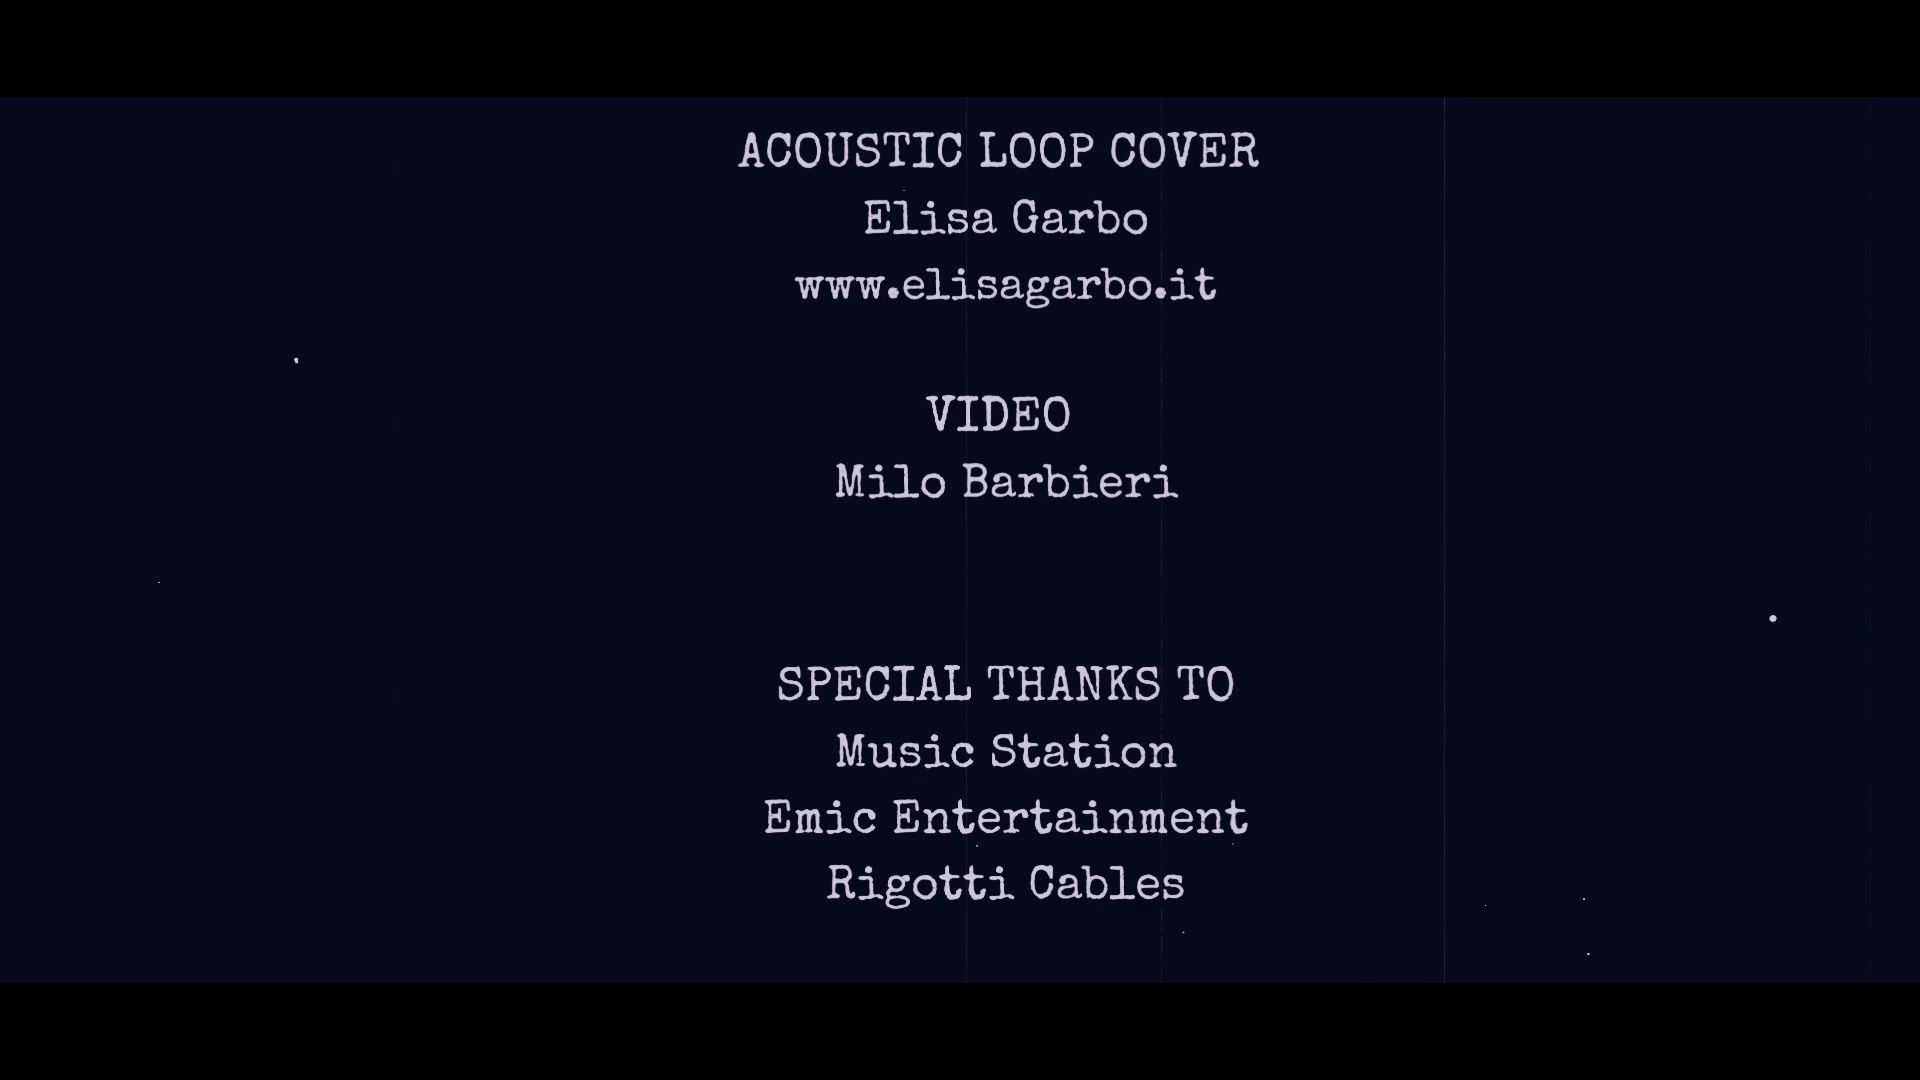 ACOUSTIC LOOP COVER
Elisa Garbo
www.elisagarbo.it
VIDEO
Milo Barbieri
SPECIAL THANKS TO
Music Station
Emic Entertainment
Rigotti Cables